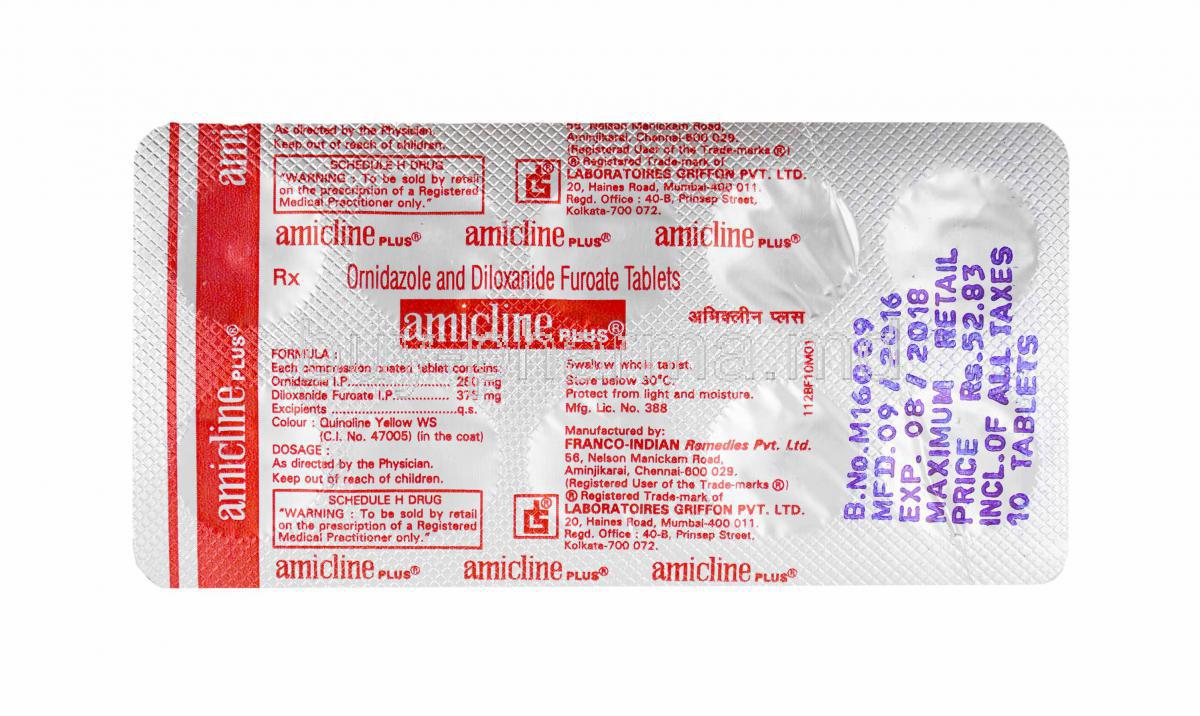 ami
amicline PLUS®
As directed by the Physician.
Keep out of reach of children.
SCHEDULE H DRUG
"WARNING : To be sold by retail
on the prescription of a Registered
Medical Practitioner only."
56, Nelson Manickam Road,
Aminjikarai, Chennai-600 029.
(Registered User of the Trade-marks ®)
® Registered Trade-mark of
LABORATOIRES GRIFFON PVT. LTD.
20, Haines Road, Mumbai-400 011.
Regd. Office : 40-B, Prinsep Street,
Kolkata-700 072.
amicline PLUS® amicline PLUS® amicline PLUS®
Rx Ornidazole and Diloxanide Furoate Tablets
amicline PLUS® अमिक्लीन प्लस
FORMULA :
Each compression coated tablet contains:
Ornidazole I.P. mg
Diloxanide Furoate I.P. 375 mg
Excipients q.s.
Colour : Quinoline Yellow WS
(C.I. No. 47005) (in the coat)
DOSAGE :
As directed by the Physician.
Keep out of reach of children.
SCHEDULE H DRUG
"WARNING : To be sold by retail
on the prescription of a Registered
Medical Practitioner only."
Swallow whole tablet.
Store below 30°C.
Protect from light and moisture.
Mfg. Lic. No. 388
Manufactured by:
FRANCO-INDIAN Remedies Pvt. Ltd.
56, Nelson Manickam Road,
Aminjikarai, Chennai-600 029.
(Registered User of the Trade-marks ®)
® Registered Trade-mark of
LABORATOIRES GRIFFON PVT. LTD.
20, Haines Road, Mumbai-400 011.
Regd. Office : 40-B, Prinsep Street,
Kolkata-700 072.
amicline PLUS® amicline PLUS® amicline PLUS®
112BF10M01
B.No.M16009
MFD.09/2016
EXP. 08/2018
MAXIMUM RETAIL
PRICE Rs.52.83
INCL.OF ALL TAXES
10 TABLETS